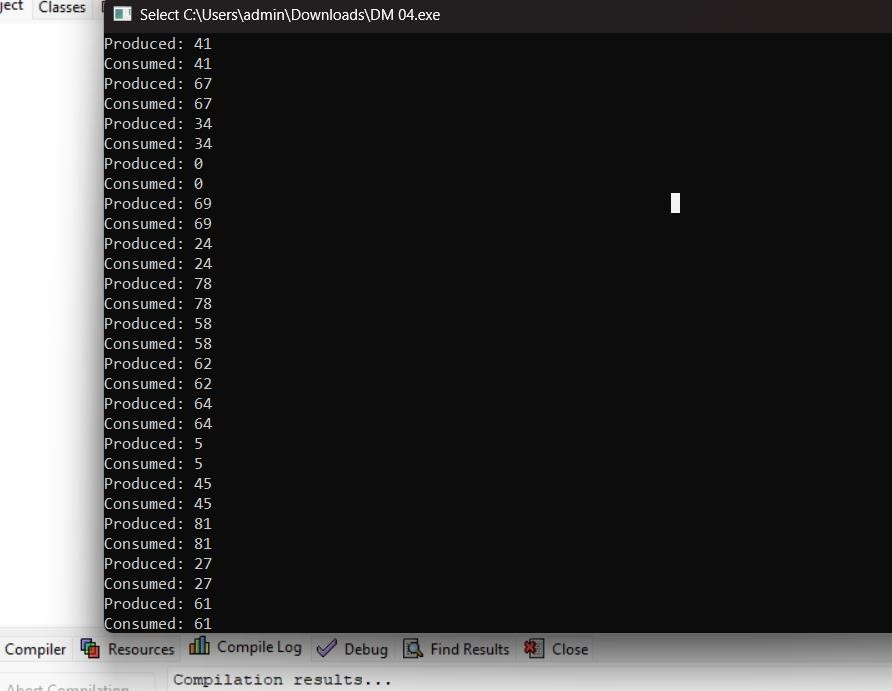 Classes
Select C:\Users\admin\Downloads\DM 04.exe
Produced: 41
Consumed: 41
Produced: 67
Consumed: 67
Produced: 34
Consumed: 34
Produced: 0
Consumed: 0
Produced: 69
Consumed: 69
Produced: 24
Consumed: 24
Produced: 78
Consumed: 78
Produced: 58
Consumed: 58
Produced: 62
Consumed: 62
Produced: 64
Consumed: 64
Produced: 5
Consumed: 5
Produced: 45
Consumed: 45
Produced: 81
Consumed: 81
Produced: 27
Consumed: 27
Produced: 61
Consumed: 61
Compiler Resources Compile Log Debug Find Results Close
Abort Compilation Compilation results...